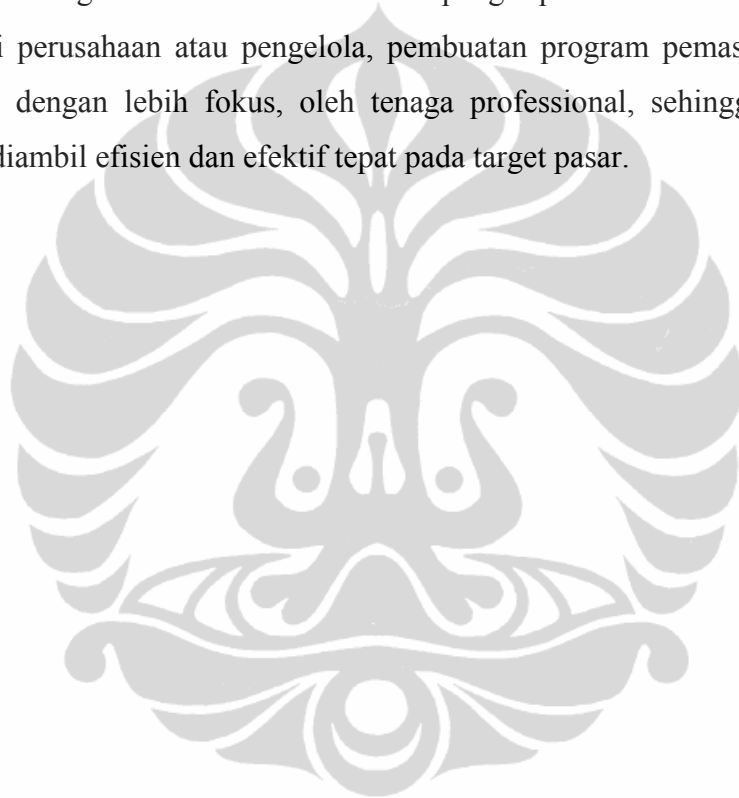 perusahaan atau pengelola, pembuatan program pemas
dengan lebih fokus, oleh tenaga professional, sehingg
diambil efisien dan efektif tepat pada target pasar.